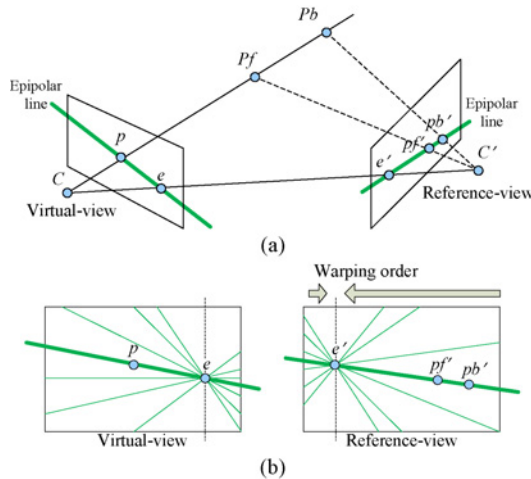 Pb
Pf
Epipolar
line
Epipolar
line
p
pb′
pf′
C
e
e′
C′
Virtual-view
Reference-view
(a)
Warping order
p
e
e′
pf′
pb′
Virtual-view
Reference-view
(b)